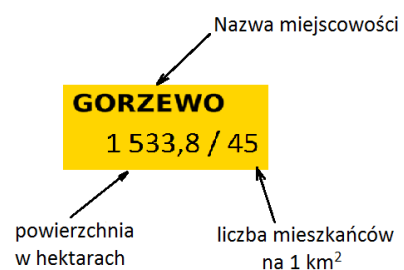 Nazwa miejscowości
GORZEWO
1 533,8 / 45
powierzchnia
w hektarach
liczba mieszkańców
na 1 km²